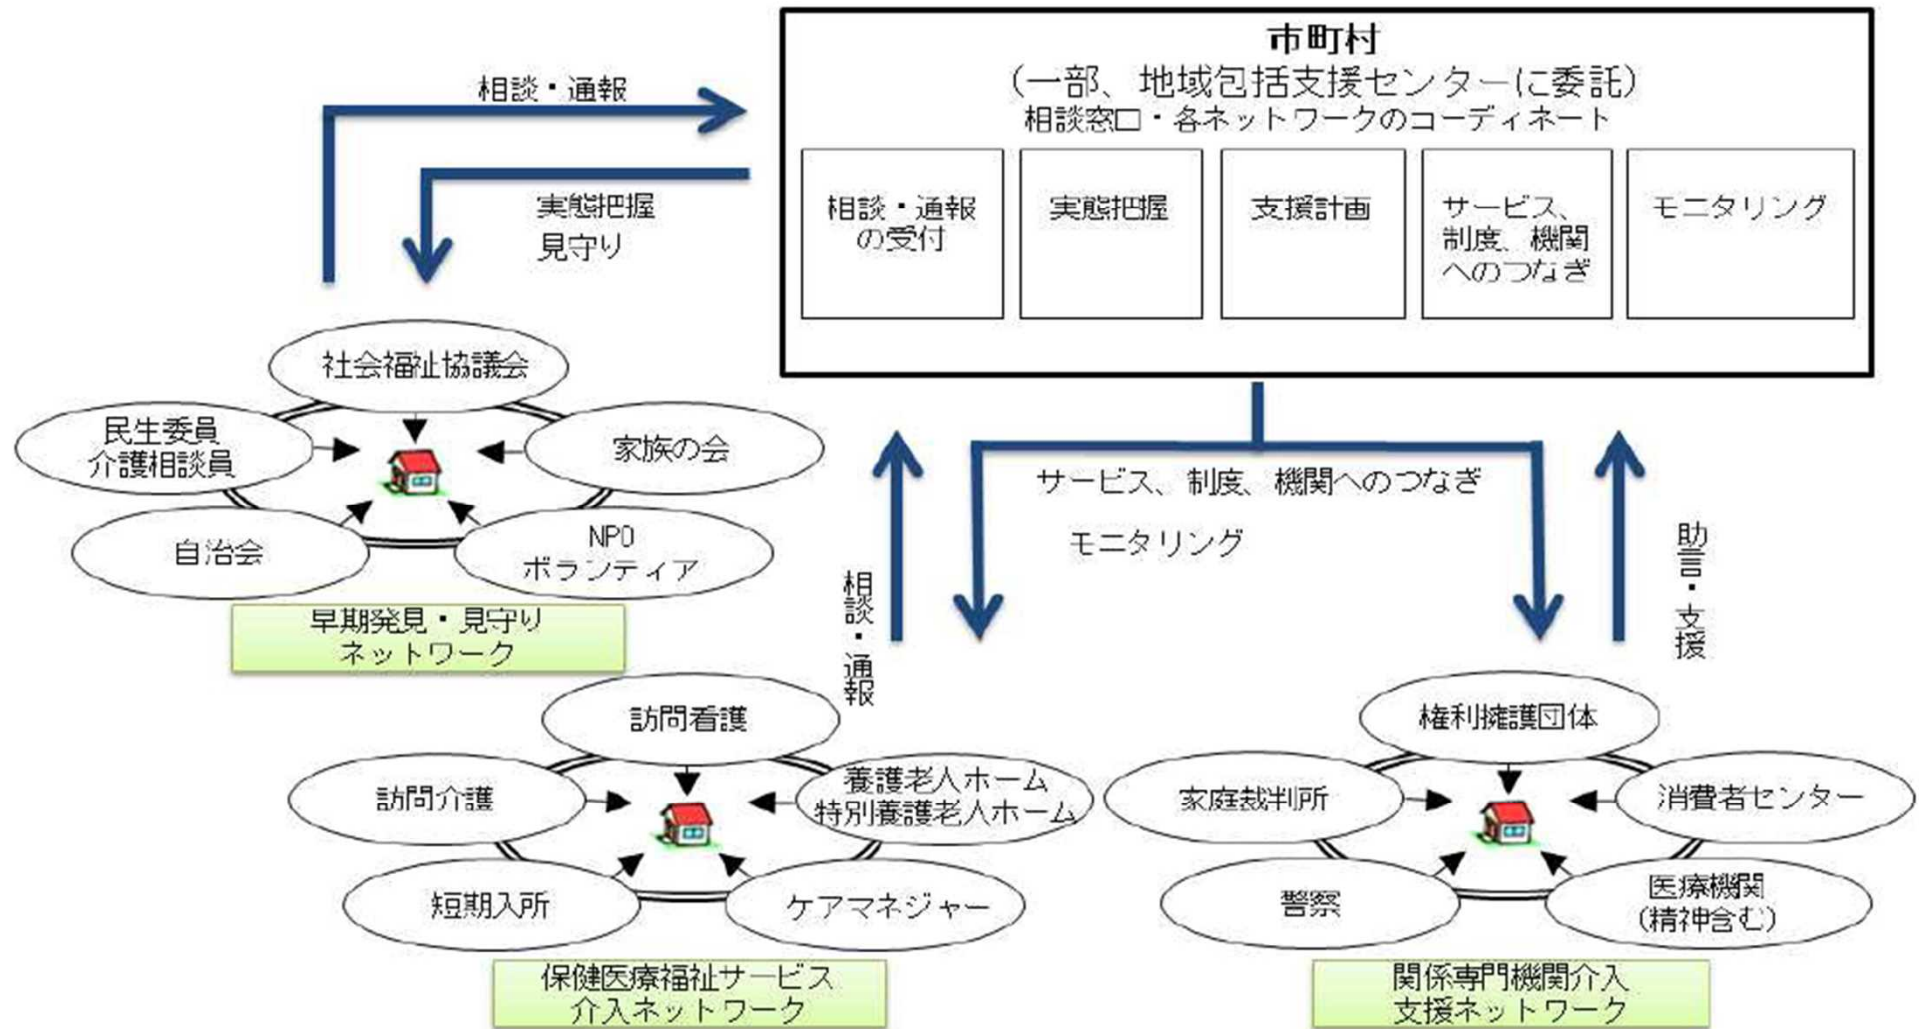 市町村
（一部、地域包括支援センターに委託）
相談窓口・各ネットワークのコーディネート
相談・通報
の受付
実態把握
支援計画
サービス、
制度、機関
へのつなぎ
モニタリング
相談・通報
実態把握
見守り
社会福祉協議会
民生委員
介護相談員
家族の会
自治会
NPO
ボランティア
早期発見・見守り
ネットワーク
サービス、制度、機関へのつなぎ
モニタリング
相談・通報
助言・支援
訪問看護
訪問介護
養護老人ホーム
特別養護老人ホーム
短期入所
ケアマネジャー
保健医療福祉サービス
介入ネットワーク
権利擁護団体
家庭裁判所
消費者センター
警察
医療機関
(精神含む)
関係専門機関介入
支援ネットワーク